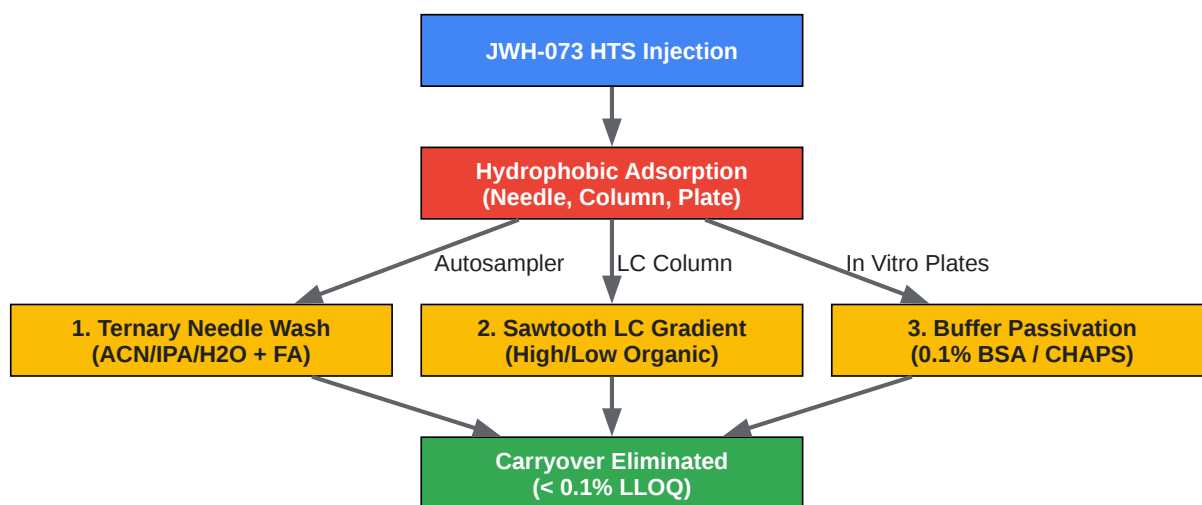 JWH-073 HTS Injection
Hydrophobic Adsorption
(Needle, Column, Plate)
Autosampler
LC Column
In Vitro Plates
1. Ternary Needle Wash
(ACN/IPA/H2O + FA)
2. Sawtooth LC Gradient
(High/Low Organic)
3. Buffer Passivation
(0.1% BSA / CHAPS)
Carryover Eliminated
(< 0.1% LLOQ)